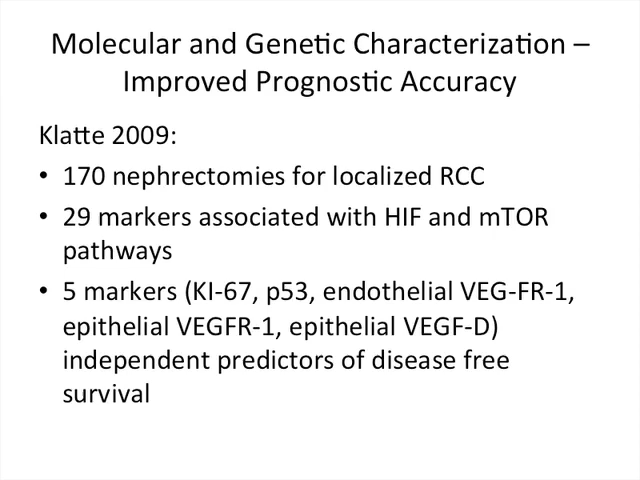 Molecular and Genetic Characterization –
Improved Prognostic Accuracy
Klatte 2009:
• 170 nephrectomies for localized RCC
• 29 markers associated with HIF and mTOR
pathways
• 5 markers (KI-67, p53, endothelial VEG-FR-1,
epithelial VEGFR-1, epithelial VEGF-D)
independent predictors of disease free
survival